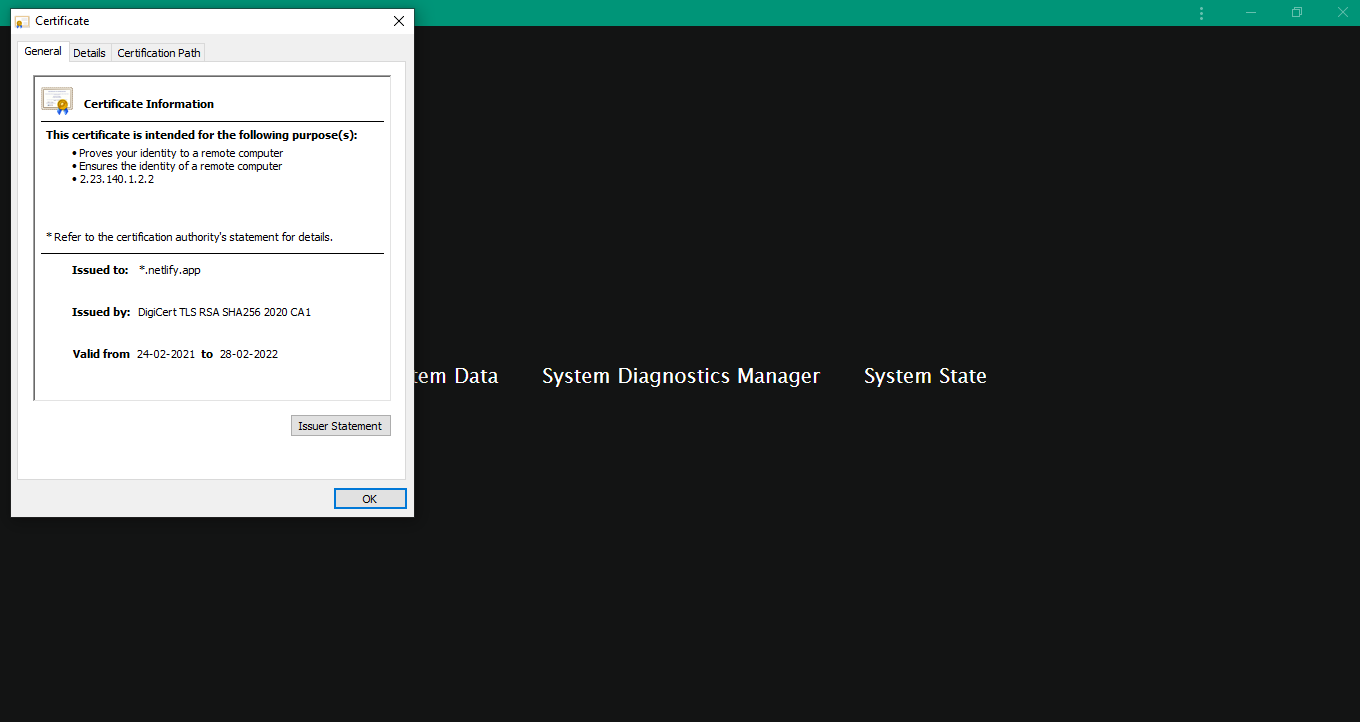 Certificate
General Details Certification Path
Certificate Information
This certificate is intended for the following purpose(s):
• Proves your identity to a remote computer
• Ensures the identity of a remote computer
• 2.23.140.1.2.2
* Refer to the certification authority's statement for details.
Issued to: *.netlify.app
Issued by: DigiCert TLS RSA SHA256 2020 CA1
Valid from 24-02-2021 to 28-02-2022
tem Data System Diagnostics Manager System State
Issuer Statement
OK